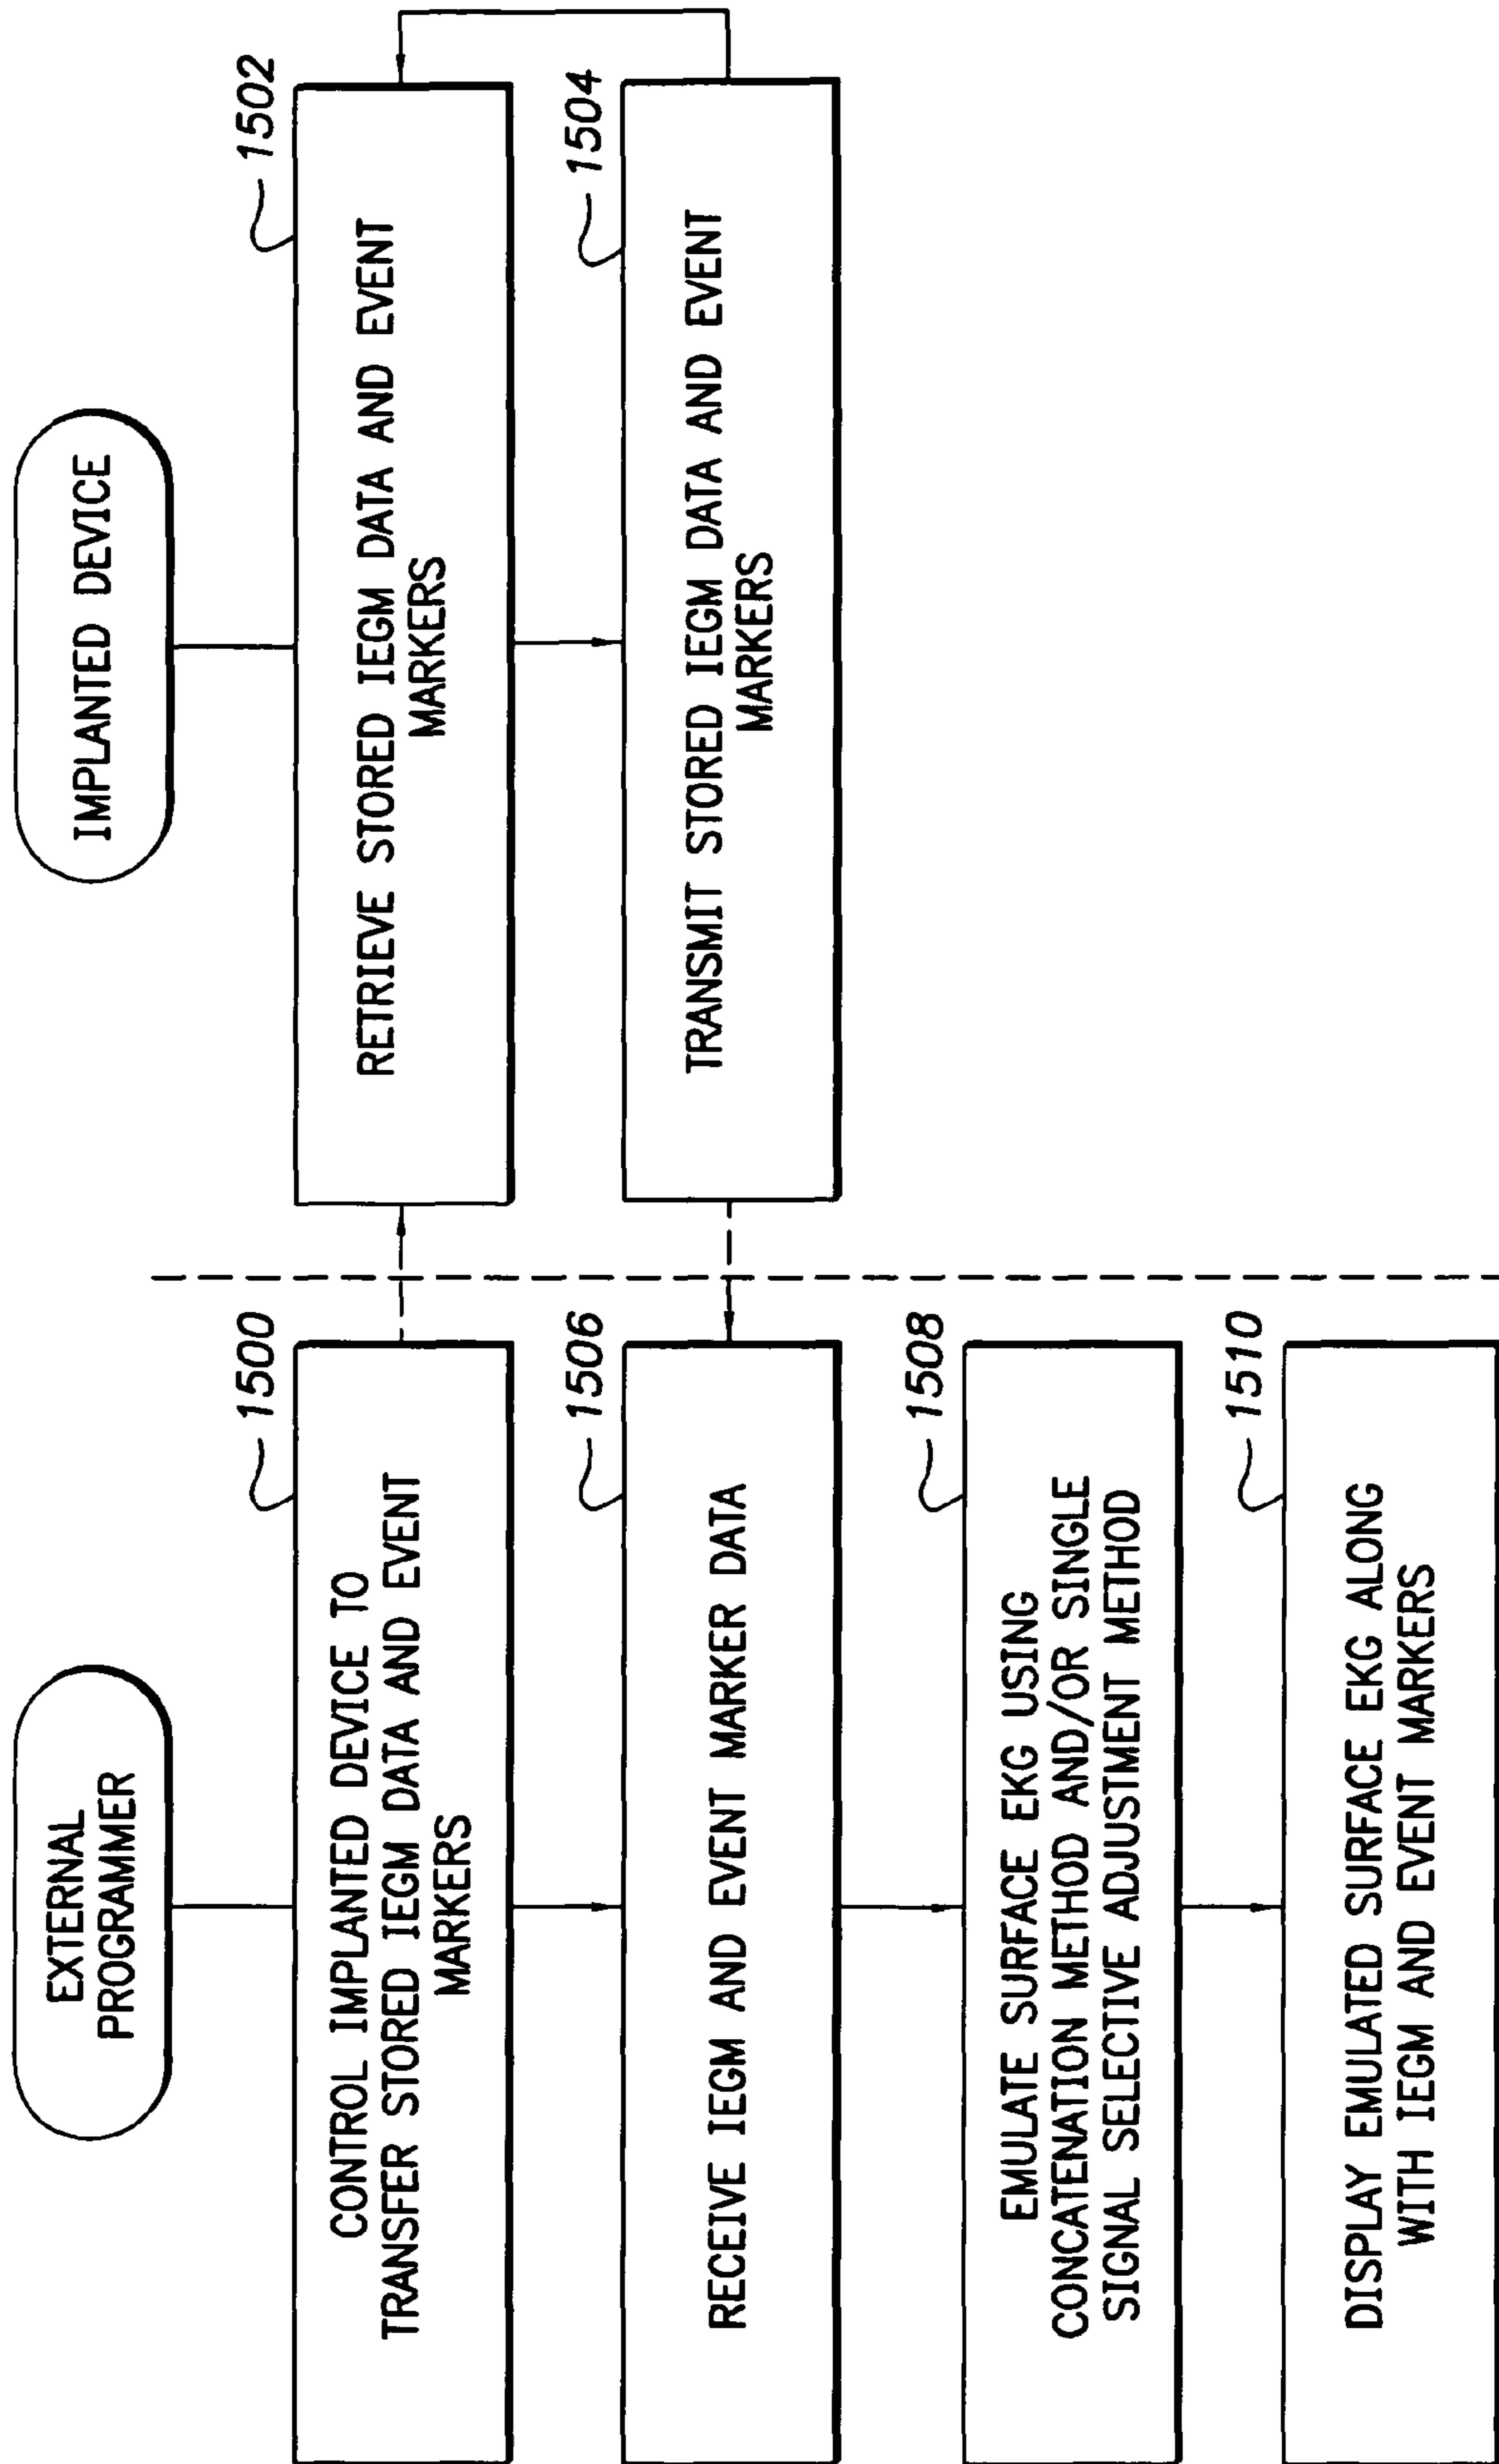 EXTERNAL
PROGRAMMER
1500
CONTROL IMPLANTED DEVICE TO
TRANSFER STORED IEGM DATA AND EVENT
MARKERS
1506
RECEIVE IEGM AND EVENT MARKER DATA
1508
EMULATE SURFACE EKG USING
CONCATENATION METHOD AND/OR SINGLE
SIGNAL SELECTIVE ADJUSTMENT METHOD
1510
DISPLAY EMULATED SURFACE EKG ALONG
WITH IEGM AND EVENT MARKERS
IMPLANTED DEVICE
1502
RETRIEVE STORED IEGM DATA AND EVENT
MARKERS
1504
TRANSMIT STORED IEGM DATA AND EVENT
MARKERS